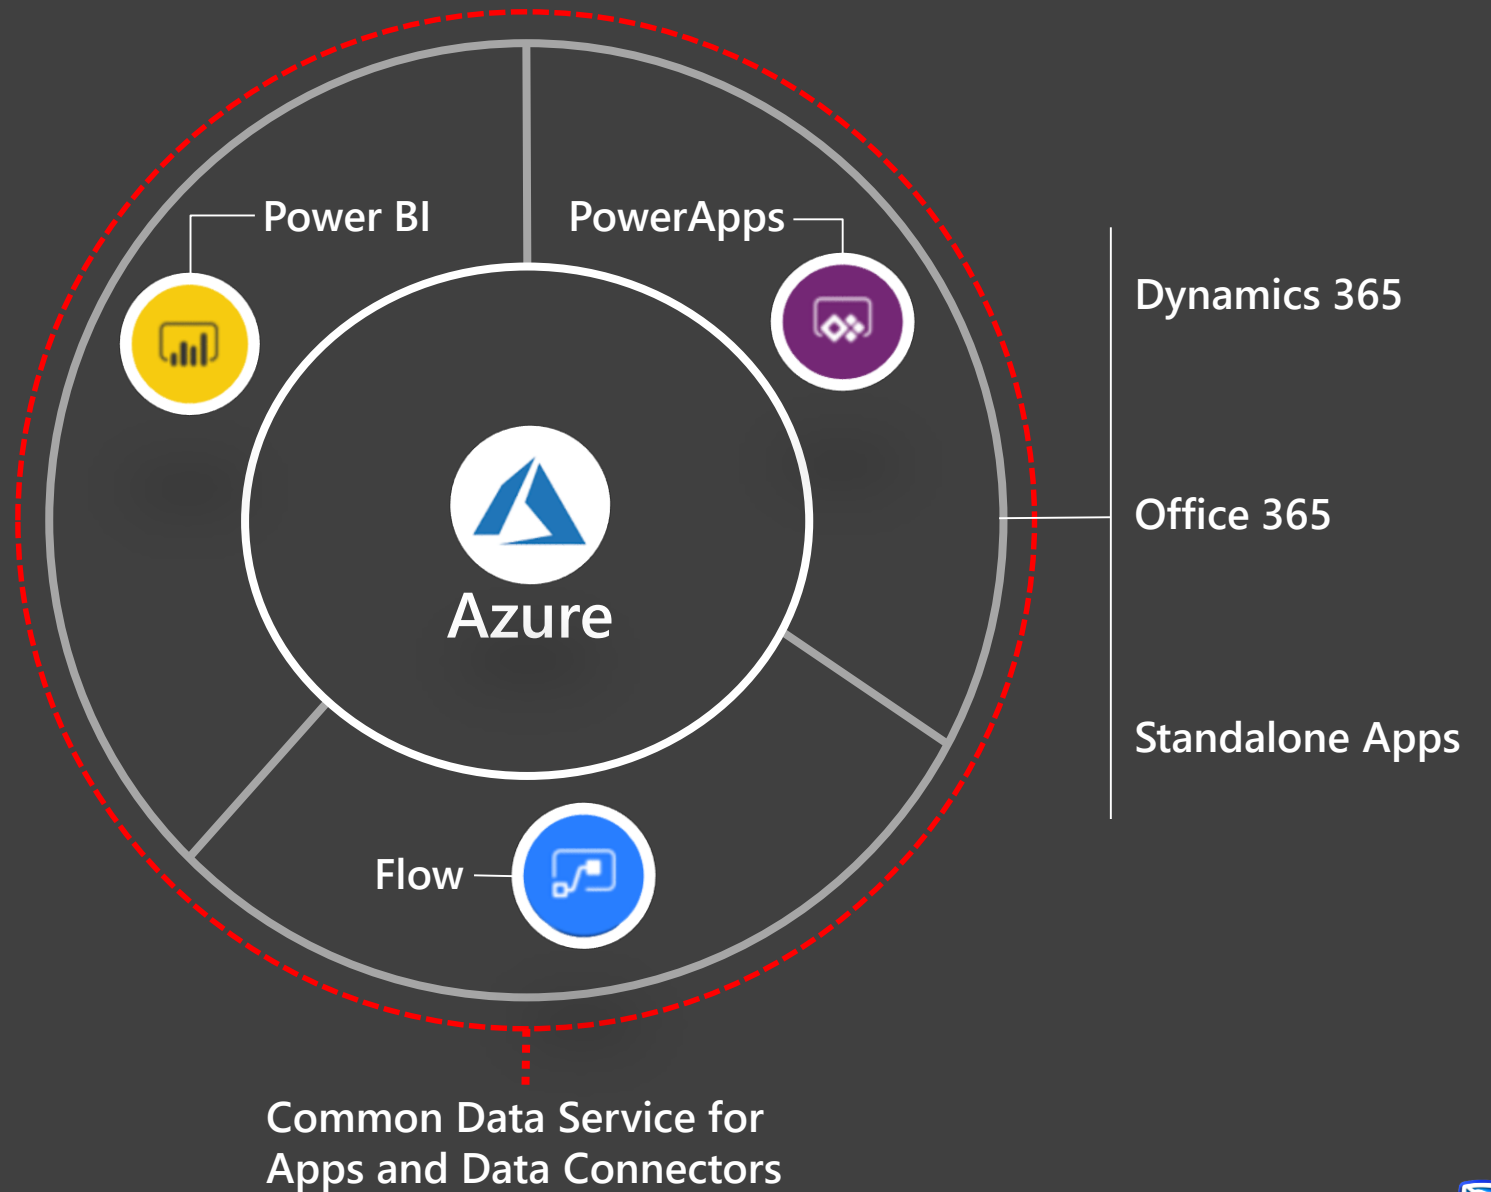 Power BI
PowerApps
Dynamics 365
Office 365
Azure
Standalone Apps
Flow
Common Data Service for
Apps and Data Connectors